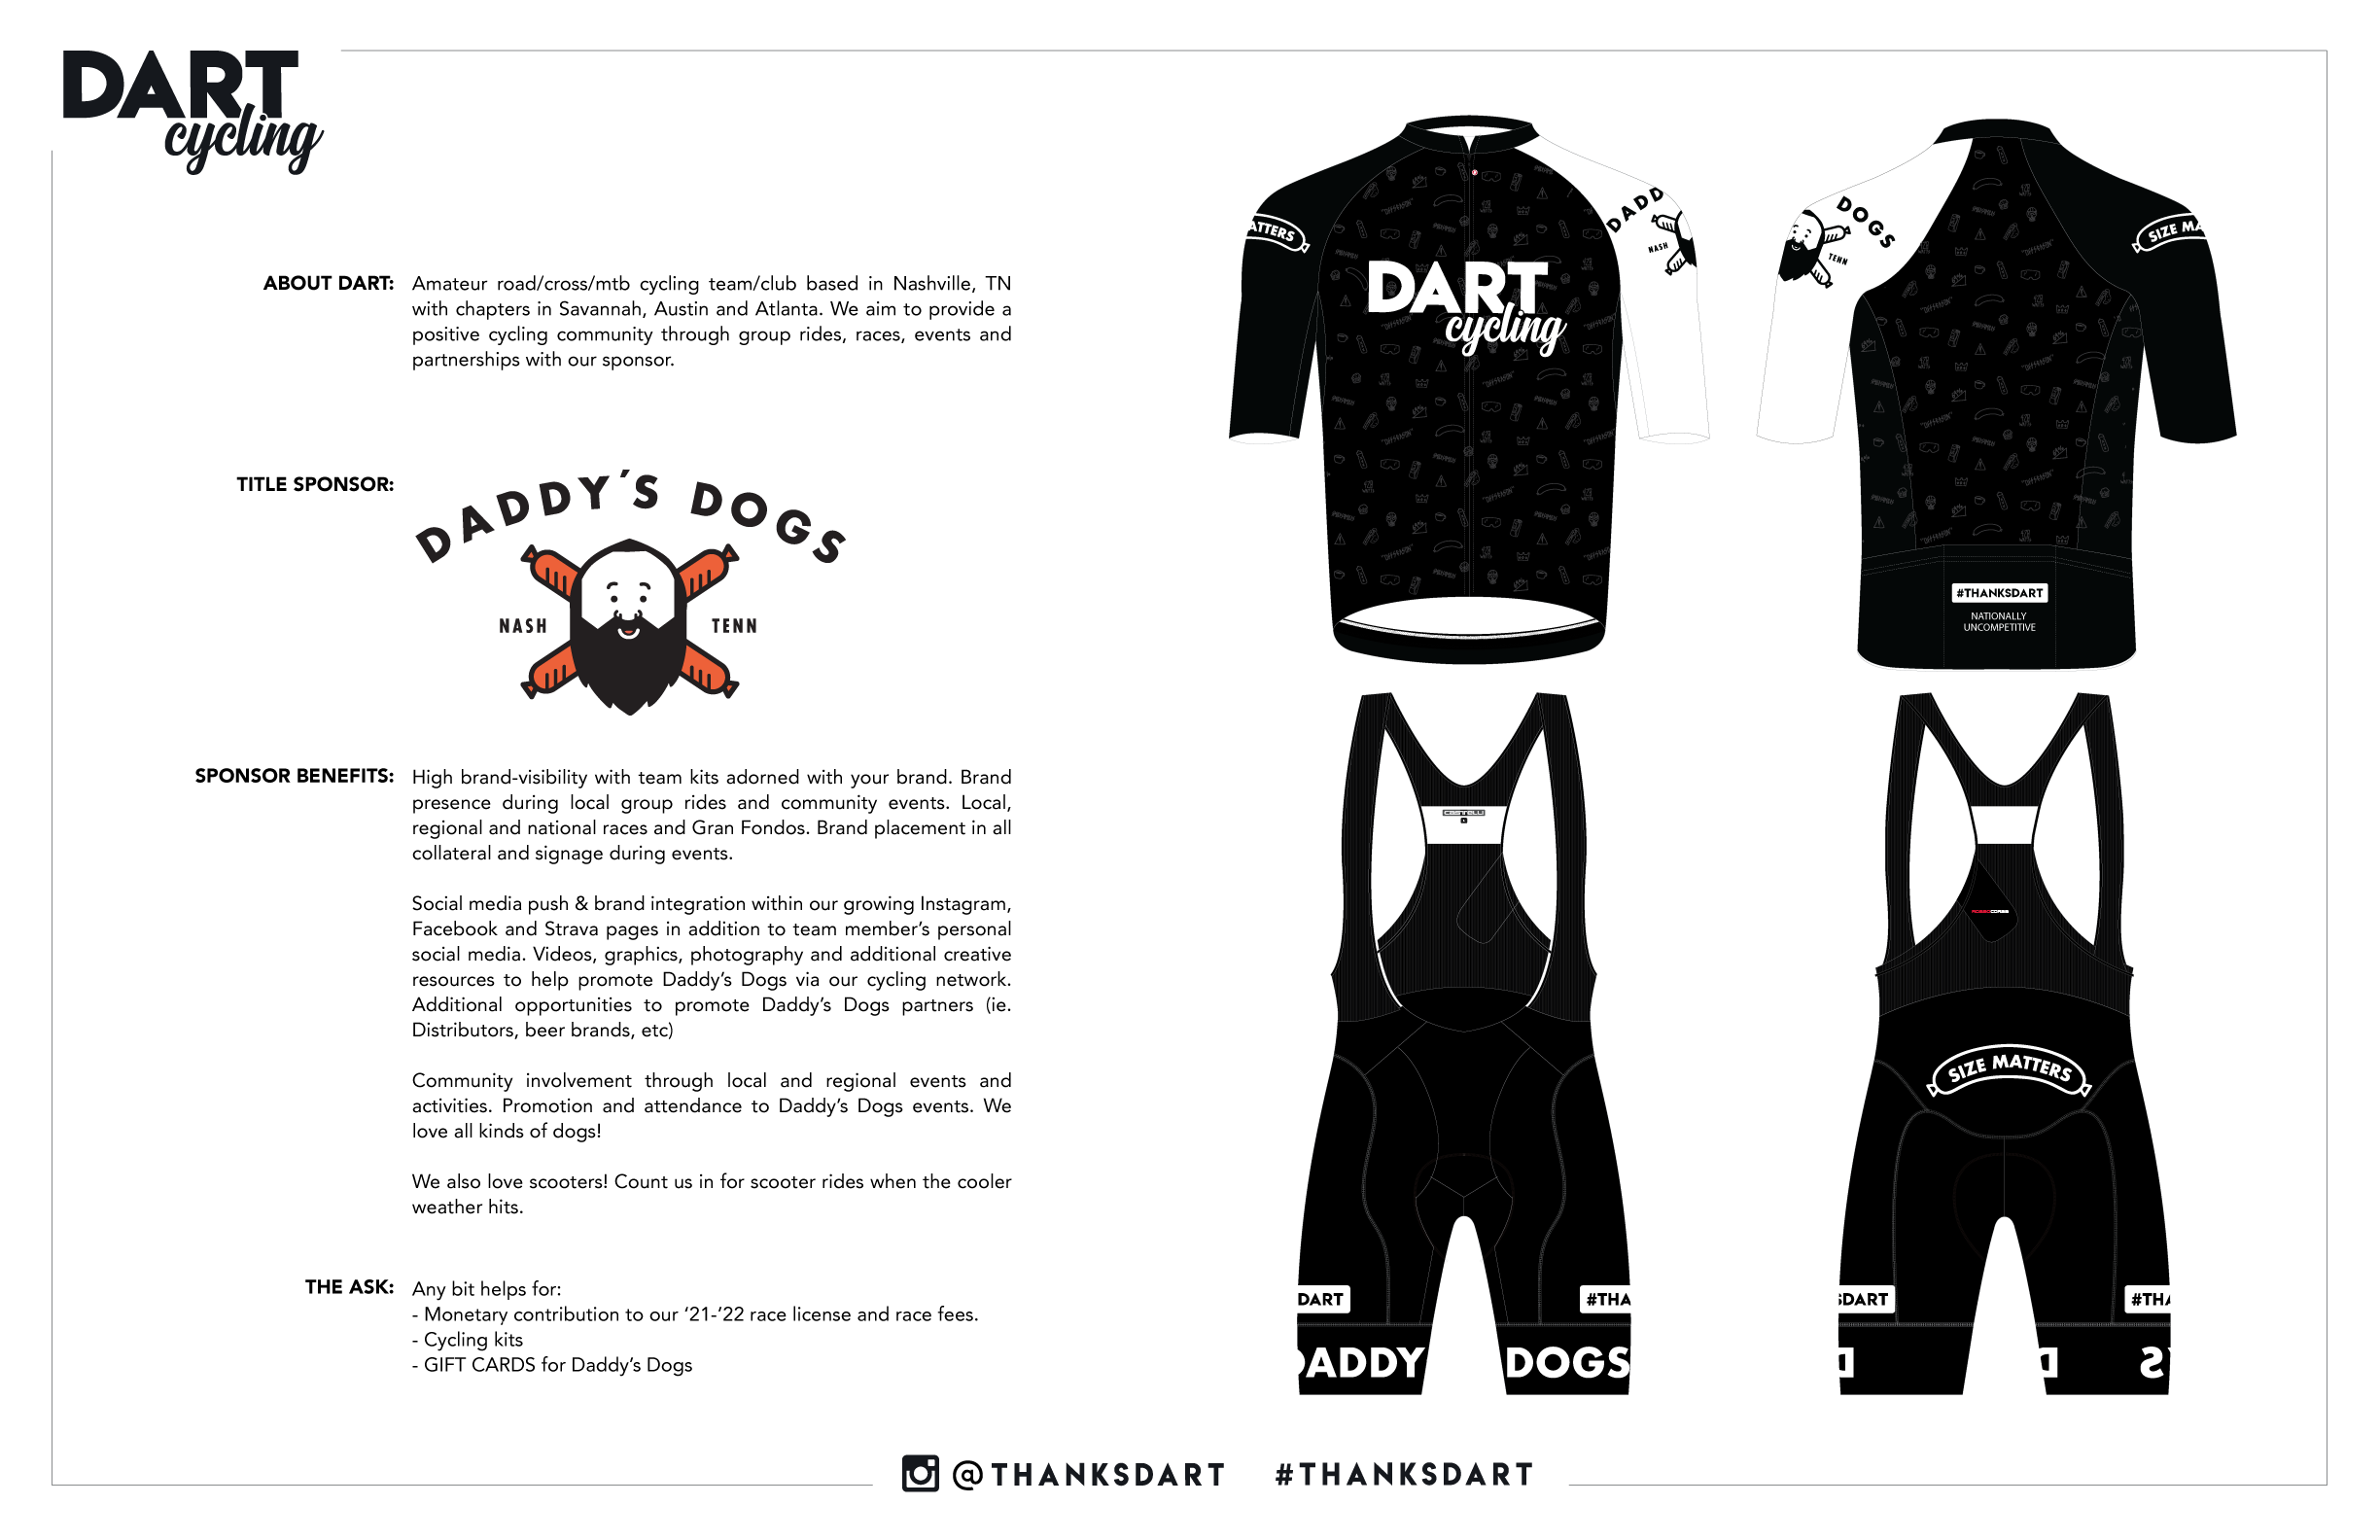 DART
cycling
ABOUT DART:
Amateur road/cross/mtb cycling team/club based in Nashville, TN
with chapters in Savannah, Austin and Atlanta. We aim to provide a
positive cycling community through group rides, races, events and
partnerships with our sponsor.
TITLE SPONSOR:
DADDY´S DOGS
NASH TENN
SPONSOR BENEFITS:
High brand-visibility with team kits adorned with your brand. Brand
presence during local group rides and community events. Local,
regional and national races and Gran Fondos. Brand placement in all
collateral and signage during events.
Social media push & brand integration within our growing Instagram,
Facebook and Strava pages in addition to team member’s personal
social media. Videos, graphics, photography and additional creative
resources to help promote Daddy’s Dogs via our cycling network.
Additional opportunities to promote Daddy’s Dogs partners (ie.
Distributors, beer brands, etc)
Community involvement through local and regional events and
activities. Promotion and attendance to Daddy’s Dogs events. We
love all kinds of dogs!
We also love scooters! Count us in for scooter rides when the cooler
weather hits.
THE ASK:
Any bit helps for:
- Monetary contribution to our ‘21-’22 race license and race fees.
- Cycling kits
- GIFT CARDS for Daddy’s Dogs
ATTERS
DADD
NASH
DART
cycling
DOGS
TENN
SIZE MA
#THANKSDART
NATIONALLY
UNCOMPETITIVE
CASTELLI
ROSSOCORSA
SIZE MATTERS
DART
#THA
DADDY
DOGS
SDART
#THA
@THANKSDART
#THANKSDART